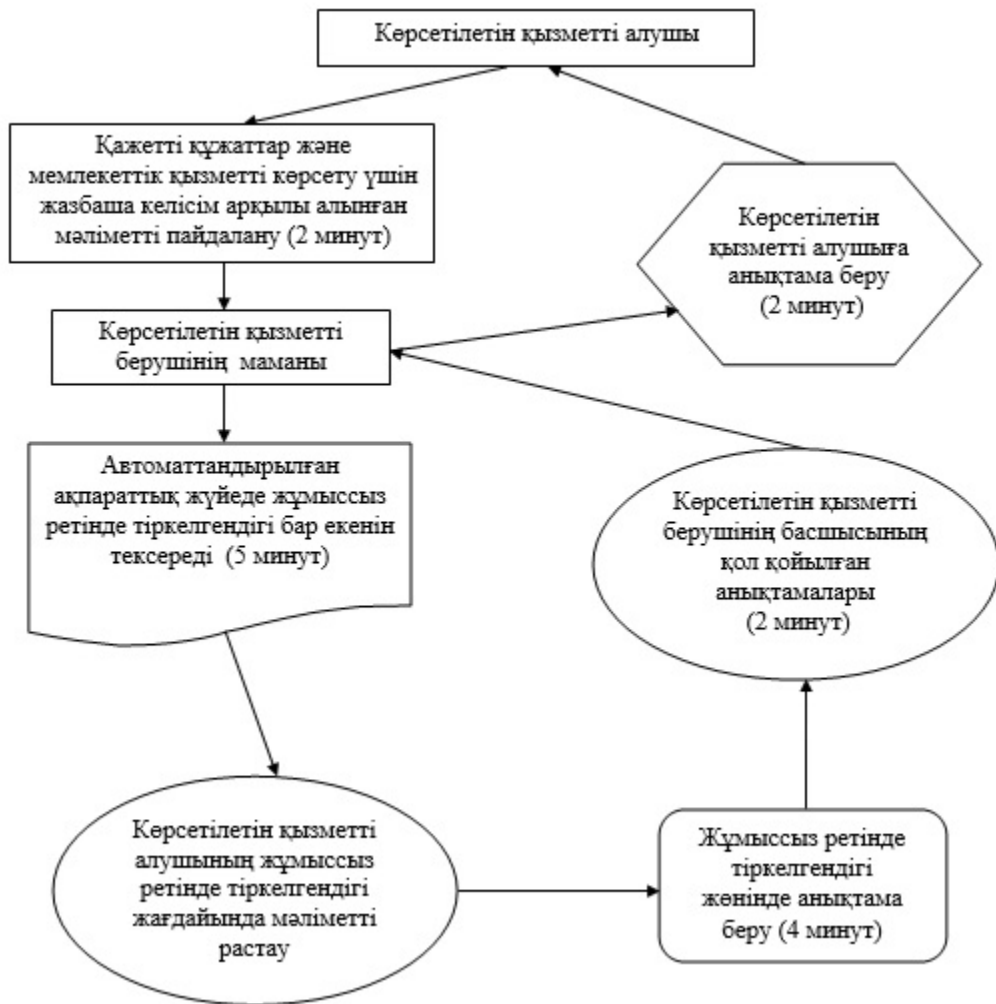 Көрсетілетін қызметті алушы
Қажетті құжаттар және
мемлекеттік қызметті көрсету үшін
жазбаша келісім арқылы алынған
мәліметті пайдалану (2 минут)
Көрсетілетін
қызметті алушыға
анықтама беру
(2 минут)
Көрсетілетін қызметті
берушінің маманы
Автоматтандырылған
ақпараттық жүйеде жұмыссыз
ретінде тіркелгендігі бар екенін
тексереді (5 минут)
Көрсетілетін қызметті
берушінің басшысының
қол қойылған
анықтамалары
(2 минут)
Көрсетілетін қызметті
алушының жұмыссыз
ретінде тіркелгендігі
жағдайында мәліметті
растау
Жұмыссыз ретінде
тіркелгендігі
жөнінде анықтама
беру (4 минут)